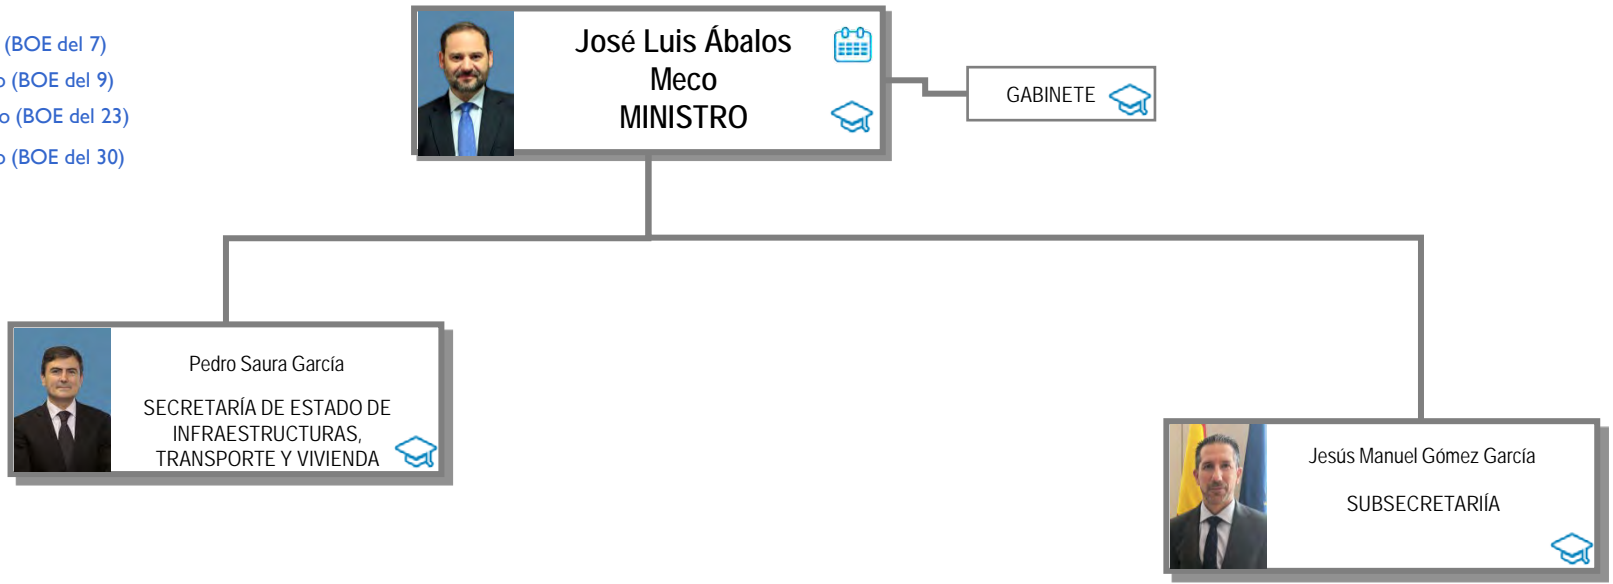 (BOE del 7)
(BOE del 9)
(BOE del 23)
(BOE del 30)
José Luis Ábalos
Meco
MINISTRO
GABINETE
Pedro Saura García
SECRETARÍA DE ESTADO DE
INFRAESTRUCTURAS,
TRANSPORTE Y VIVIENDA
Jesús Manuel Gómez García
SUBSECRETARIÍA